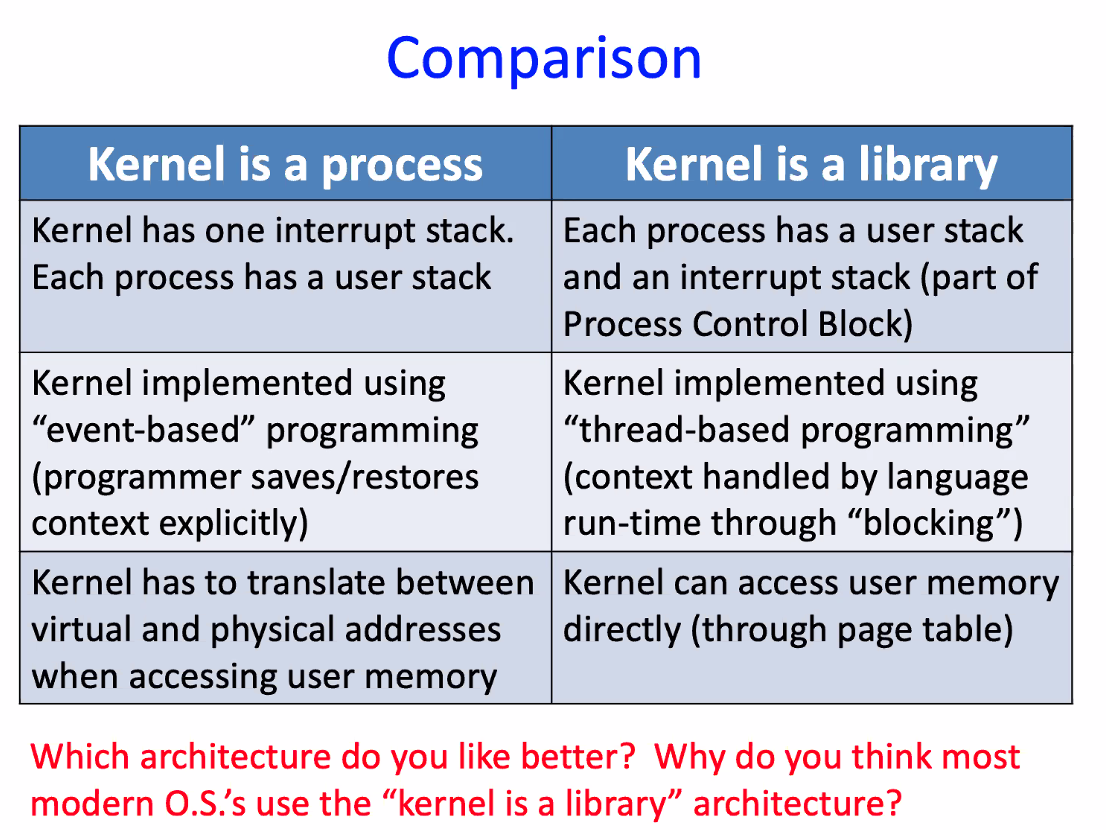 Comparison
Kernel is a process
Kernel is a library
Kernel has one interrupt stack.
Each process has a user stack
Each process has a user stack
and an interrupt stack (part of
Process Control Block)
Kernel implemented using
“event-based” programming
(programmer saves/restores
context explicitly)
Kernel implemented using
“thread-based programming”
(context handled by language
run-time through “blocking”)
Kernel has to translate between
virtual and physical addresses
when accessing user memory
Kernel can access user memory
directly (through page table)
Which architecture do you like better?  Why do you think most
modern O.S.’s use the “kernel is a library” architecture?